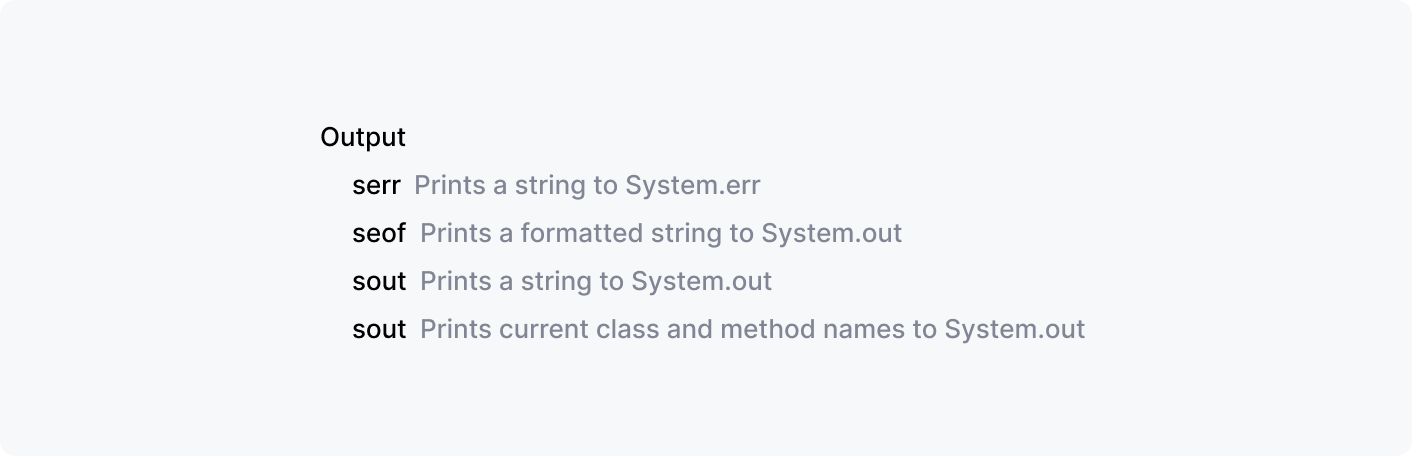 Output
serr Prints a string to System.err
seof Prints a formatted string to System.out
sout Prints a string to System.out
sout Prints current class and method names to System.out